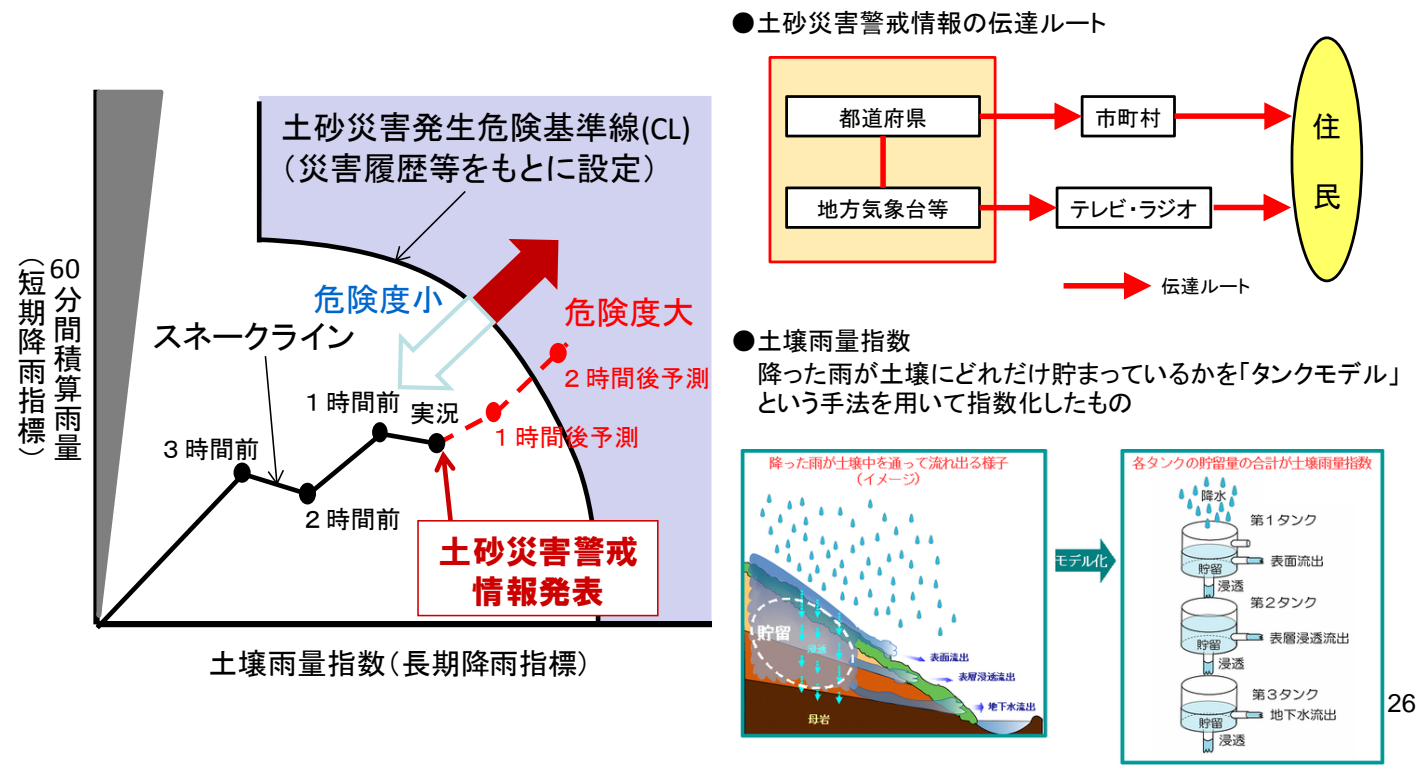 土砂災害発生危険基準線(CL)
(災害履歴等をもとに設定)
60分間積算雨量
(短期降雨指標)
危険度小
危険度大
スネークライン
3時間前
2時間前
1時間前
実況
1時間後予測
2時間後予測
土砂災害警戒
情報発表
土壌雨量指数(長期降雨指標)
●土砂災害警戒情報の伝達ルート
都道府県
市町村
地方気象台等
テレビ・ラジオ
住民
伝達ルート
●土壌雨量指数
降った雨が土壌にどれだけ貯まっているかを「タンクモデル」
という手法を用いて指数化したもの
降った雨が土壌中を通って流れ出る様子
(イメージ)
貯留
浸透
表面流出
表層浸透流出
地下水流出
母岩
モデル化
各タンクの貯留量の合計が土壌雨量指数
降水
第1タンク
貯留
表面流出
浸透
第2タンク
貯留
表層浸透流出
浸透
第3タンク
貯留
地下水流出
浸透
26